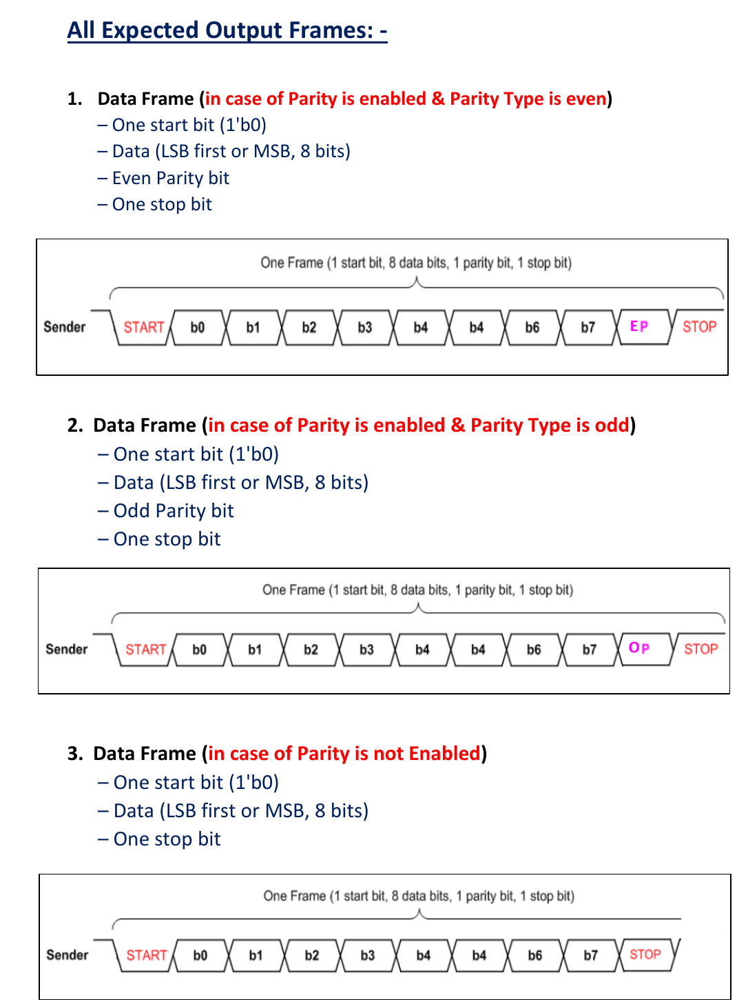 All Expected Output Frames: -
1. Data Frame (in case of Parity is enabled & Parity Type is even)
– One start bit (1'b0)
– Data (LSB first or MSB, 8 bits)
– Even Parity bit
– One stop bit
One Frame (1 start bit, 8 data bits, 1 parity bit, 1 stop bit)
Sender START b0 b1 b2 b3 b4 b4 b6 b7 EP STOP
2. Data Frame (in case of Parity is enabled & Parity Type is odd)
– One start bit (1'b0)
– Data (LSB first or MSB, 8 bits)
– Odd Parity bit
– One stop bit
One Frame (1 start bit, 8 data bits, 1 parity bit, 1 stop bit)
Sender START b0 b1 b2 b3 b4 b4 b6 b7 OP STOP
3. Data Frame (in case of Parity is not Enabled)
– One start bit (1'b0)
– Data (LSB first or MSB, 8 bits)
– One stop bit
One Frame (1 start bit, 8 data bits, 1 parity bit, 1 stop bit)
Sender START b0 b1 b2 b3 b4 b4 b6 b7 STOP